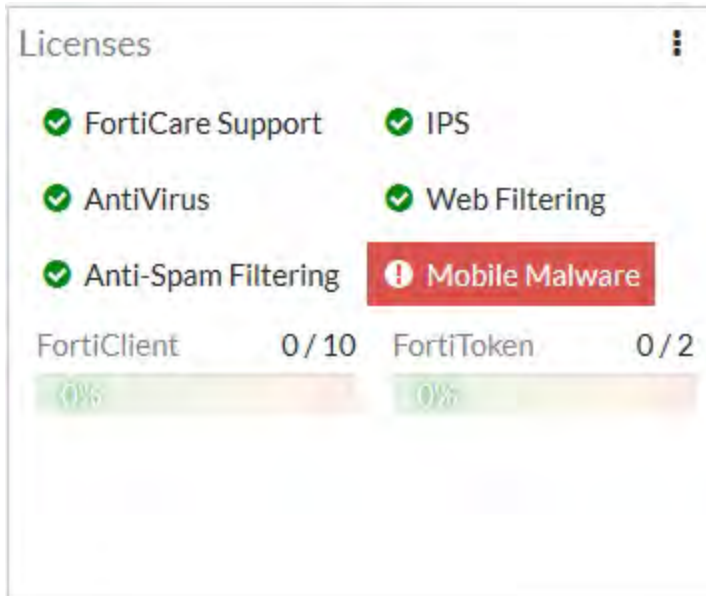 Licenses
FortiCare Support IPS
AntiVirus Web Filtering
Anti-Spam Filtering Mobile Malware
FortiClient 0 / 10 FortiToken 0 / 2
0% 0%